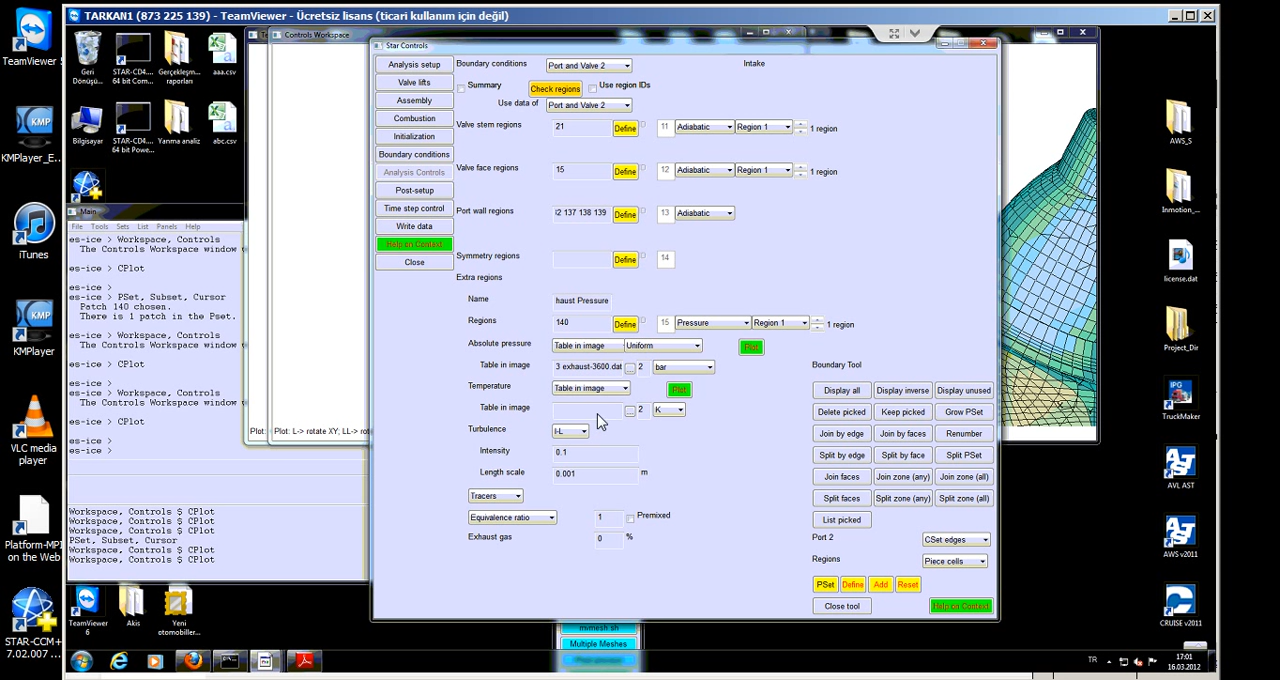 TARKAN1 (873 225 139) - TeamViewer - Ücretsiz lisans (ticari kullanım için değil)
TeamViewer
KMPlayer_E...
iTunes
KMPlayer
VLC media
player
Platform-MPI
on the Web
STAR-CCM+
7.02.007 ...
Geri
Dönüşü...
STAR-CD4...
64 bit Com...
Gerçekleşm...
raporları
aaa.csv
Bilgisayar
STAR-CD4...
64 bit Powe...
Yanma analiz
abc.csv
Controls Workspace
Main
File Tools Sets List Panels Help
es-ice > Workspace, Controls
The Controls Workspace window
es-ice > CPlot
es-ice >
es-ice > PSet, Subset, Cursor
Patch 140 chosen.
There is 1 patch in the Pset.
es-ice > Workspace, Controls
The Controls Workspace window
es-ice > CPlot
es-ice > Workspace, Controls
The Controls Workspace window
es-ice > CPlot
es-ice >
es-ice >
Workspace, Controls $ CPlot
Workspace, Controls $ CPlot
PSet, Subset, Cursor
Workspace, Controls $ CPlot
Workspace, Controls $ CPlot
Plot: L-> rotate XY; LL-> rot
TeamViewer
6
Akis
Yeni
otomobiller...
Star Controls
Analysis setup
Valve lifts
Assembly
Combustion
Initialization
Boundary conditions
Analysis Controls
Post-setup
Time step control
Write data
Help on Context
Close
Boundary conditions Port and Valve 2 Intake
Summary Check regions Use region IDs
Use data of Port and Valve 2
Valve stem regions 21 Define 11 Adiabatic Region 1 1 region
Valve face regions 15 Define 12 Adiabatic Region 1 1 region
Port wall regions i2 137 138 139 Define 13 Adiabatic
Symmetry regions Define 14
Extra regions
Name haust Pressure
Regions 140 Define 15 Pressure Region 1 1 region
Absolute pressure Table in image Uniform Plot
Table in image 3 exhaust-3600.dat ... 2 bar
Temperature Table in image Plot
Table in image ... 2 K
Turbulence I-L
Intensity 0.1
Length scale 0.001 m
Tracers
Equivalence ratio 1 Premixed
Exhaust gas 0 %
Boundary Tool
Display all Display inverse Display unused
Delete picked Keep picked Grow PSet
Join by edge Join by faces Renumber
Split by edge Split by face Split PSet
Join faces Join zone (any) Join zone (all)
Split faces Split zone (any) Split zone (all)
List picked
Port 2 CSet edges
Regions Piece cells
PSet Define Add Reset
Close tool Help on Context
mmesh.sh
Multiple Meshes
AWS_S
Inmotion_...
license.dat
Project_Dir
IPG
TruckMaker
AVL AST
AWS v2011
CRUISE v2011
TR
17:01
16.03.2012